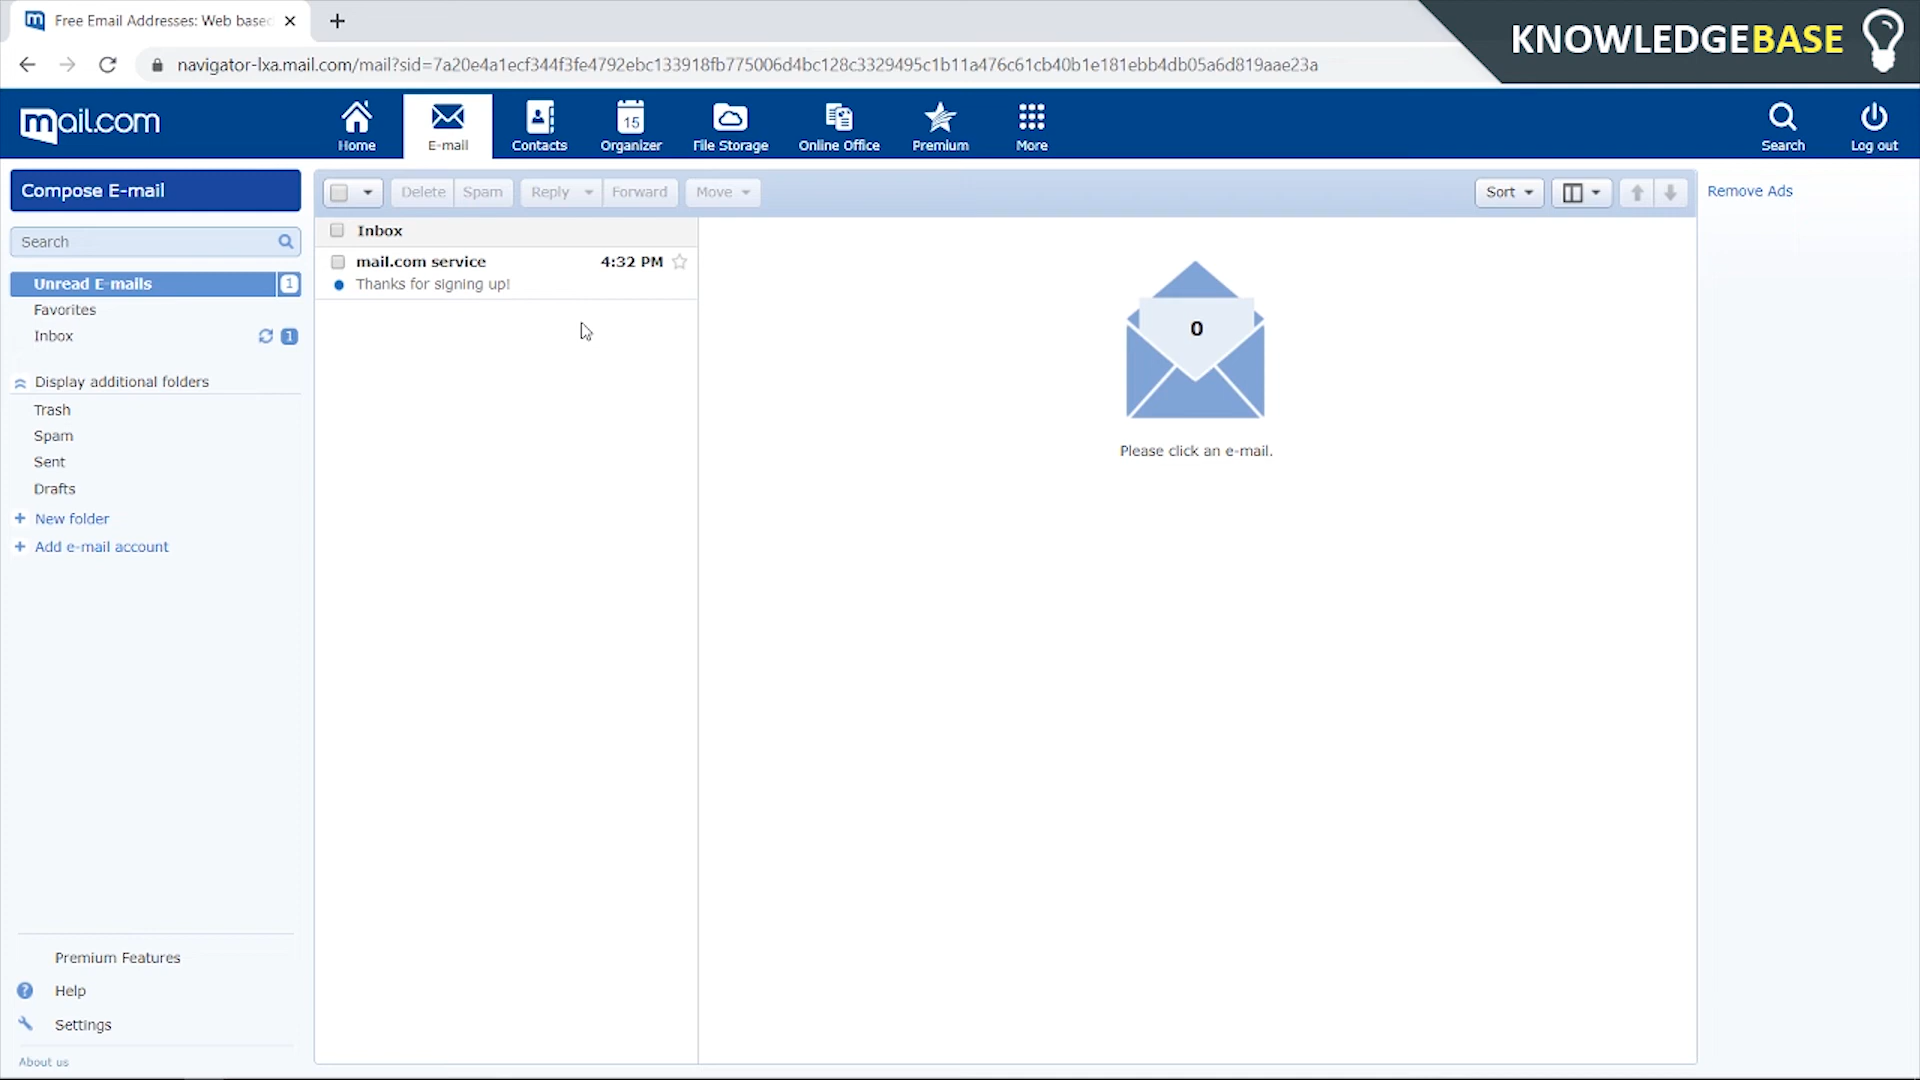 Free Email Addresses: Web based
KNOWLEDGEBASE
navigator-lxa.mail.com/mail?sid=7a20e4a1ecf344f3fe4792ebc133918fb775006d4bc128c3329495c1b11a476c61cb40b1e181ebb4db05a6d819aae23a
mail.com
Home
E-mail
Contacts
15
Organizer
File Storage
Online Office
Premium
More
Search
Log out
Compose E-mail
Delete
Spam
Reply
Forward
Move
Sort
Remove Ads
Search
Unread E-mails 1
Favorites
Inbox 1
Display additional folders
Trash
Spam
Sent
Drafts
+ New folder
+ Add e-mail account
Inbox
mail.com service 4:32 PM
Thanks for signing up!
0
Please click an e-mail.
Premium Features
? Help
Settings
About us